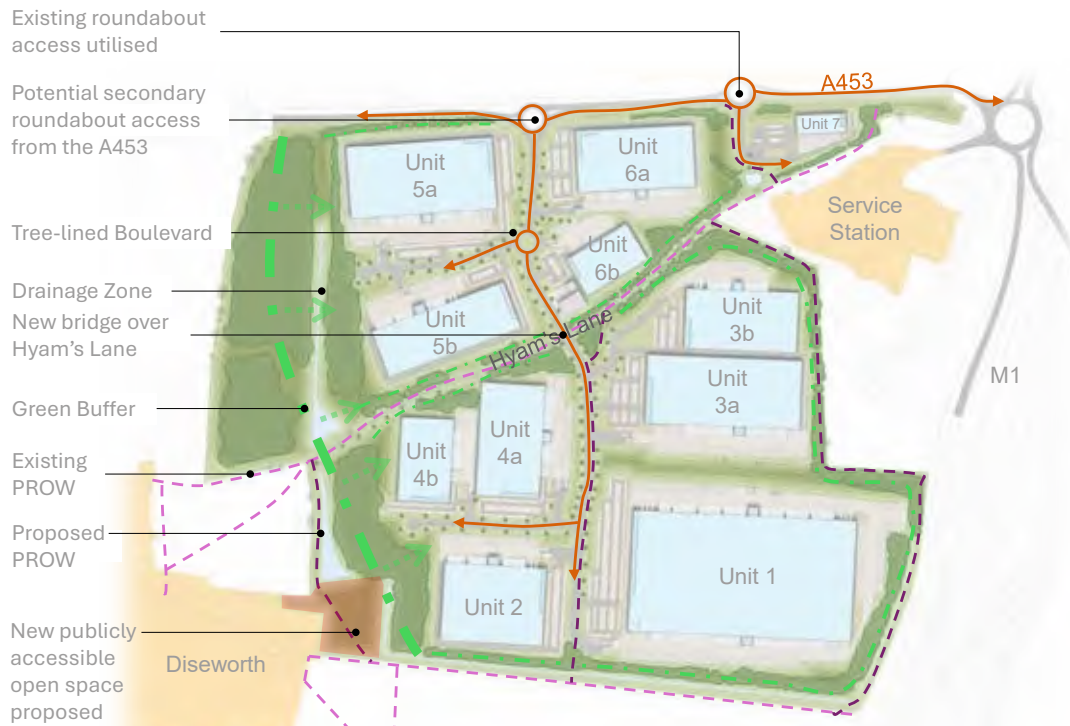 Existing roundabout
access utilised
Potential secondary
roundabout access
from the A453
Tree-lined Boulevard
Drainage Zone
New bridge over
Hyam's Lane
Green Buffer
Existing
PROW
Proposed
PROW
New publicly
accessible
open space
proposed
A453
Unit 7
Unit
5a
Unit
6a
Service
Station
Unit
6b
Unit
5b
Hyam's Lane
Unit
3b
Unit
3a
M1
Unit
4b
Unit
4a
Unit 1
Unit 2
Diseworth